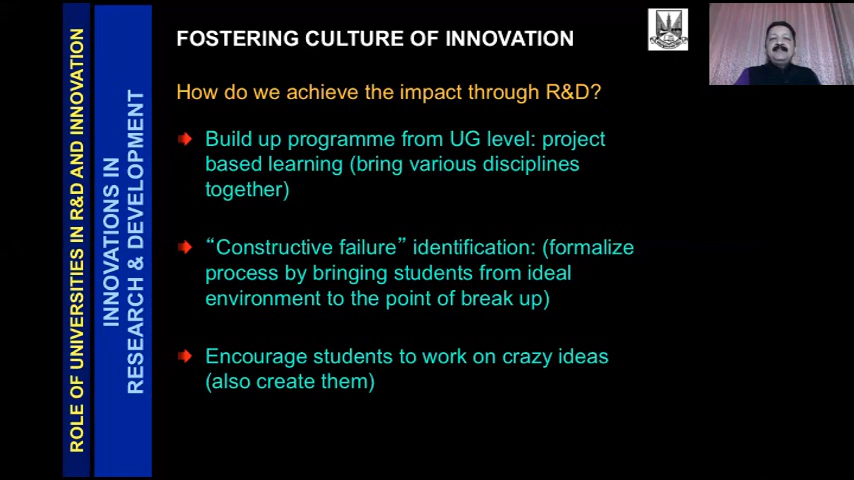 ROLE OF UNIVERSITIES IN R&D AND INNOVATION
INNOVATIONS IN
RESEARCH & DEVELOPMENT
FOSTERING CULTURE OF INNOVATION
How do we achieve the impact through R&D?
Build up programme from UG level: project
based learning (bring various disciplines
together)
“Constructive failure” identification: (formalize
process by bringing students from ideal
environment to the point of break up)
Encourage students to work on crazy ideas
(also create them)